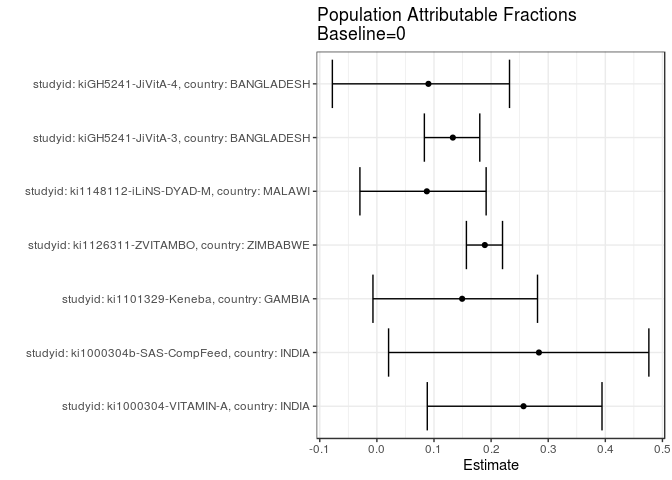 Population Attributable Fractions
Baseline=0
studyid: kiGH5241-JiVitA-4, country: BANGLADESH
studyid: kiGH5241-JiVitA-3, country: BANGLADESH
studyid: ki1148112-iLiNS-DYAD-M, country: MALAWI
studyid: ki1126311-ZVITAMBO, country: ZIMBABWE
studyid: ki1101329-Keneba, country: GAMBIA
studyid: ki1000304b-SAS-CompFeed, country: INDIA
studyid: ki1000304-VITAMIN-A, country: INDIA
-0.1 0.0 0.1 0.2 0.3 0.4 0.5
Estimate